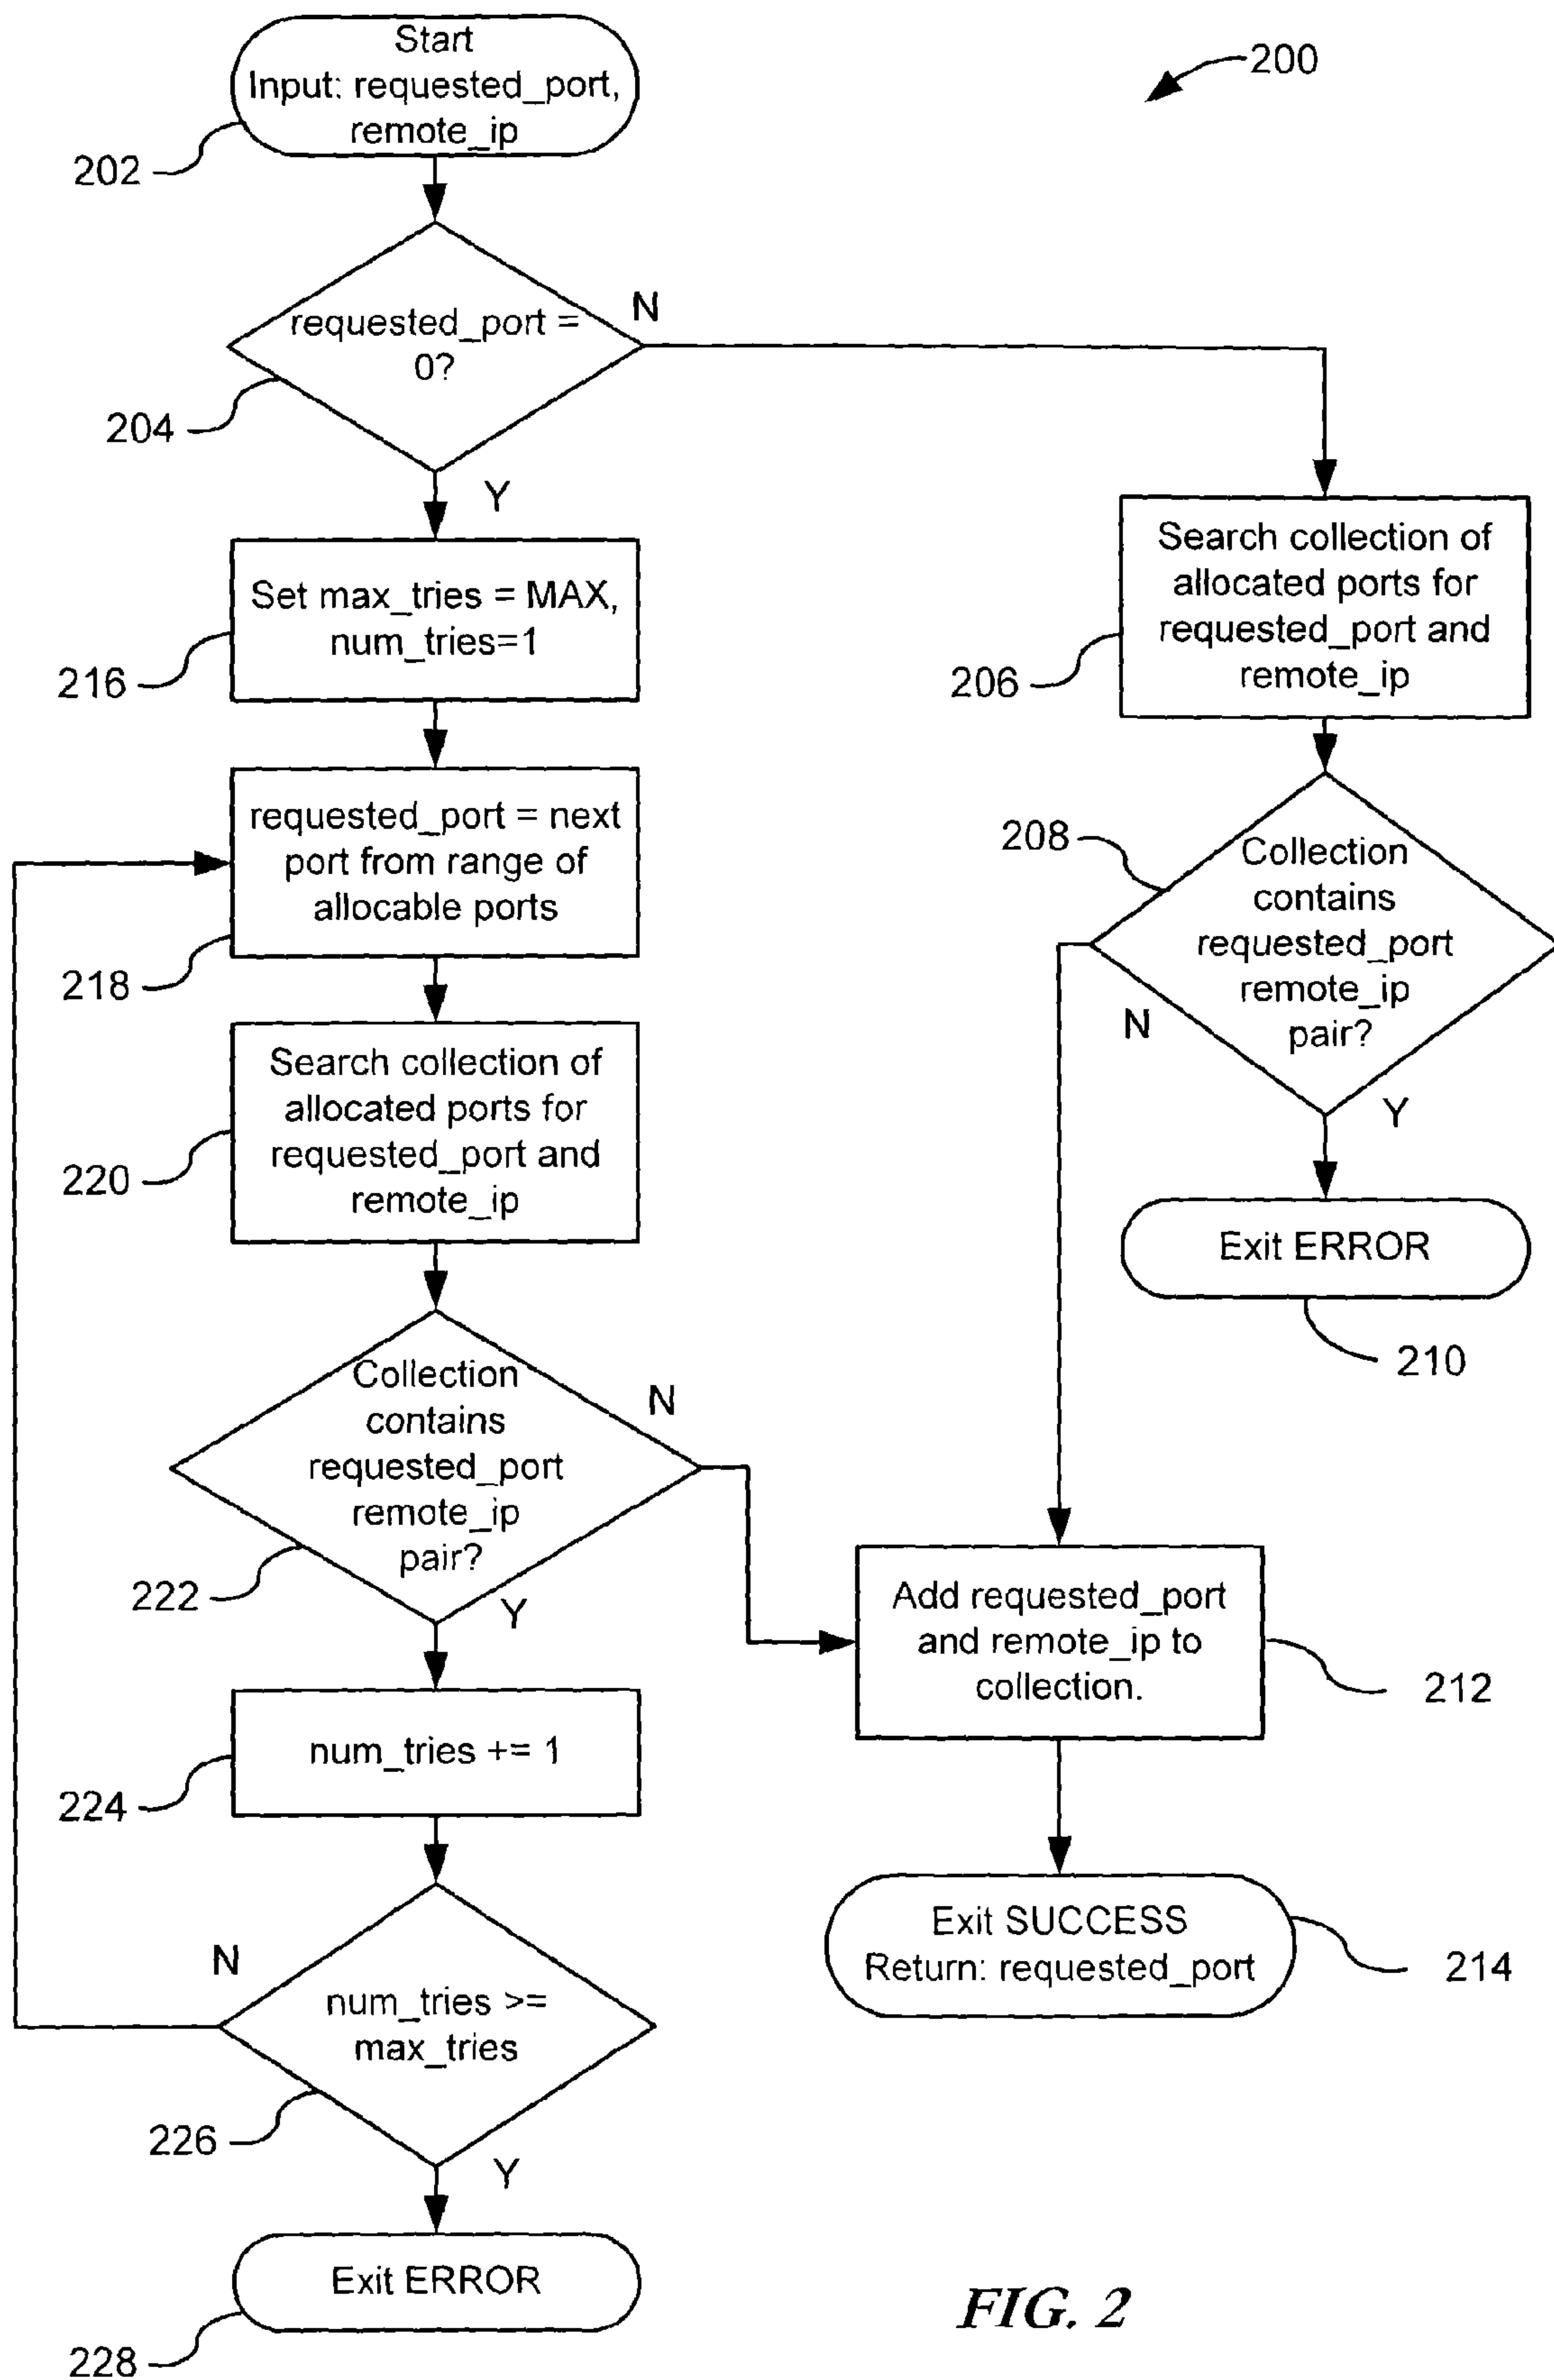 Start
Input: requested_port,
remote_ip
200
202
requested_port =
0?
N
204
Y
Set max_tries = MAX,
num_tries=1
216
Search collection of
allocated ports for
requested_port and
remote_ip
206
requested_port = next
port from range of
allocable ports
218
208
Collection
contains
requested_port
remote_ip
pair?
N
Y
Search collection of
allocated ports for
requested_port and
remote_ip
220
Exit ERROR
210
Collection
contains
requested_port
remote_ip
pair?
N
222
Y
Add requested_port
and remote_ip to
collection.
212
num_tries += 1
224
Exit SUCCESS
Return: requested_port
214
N
num_tries >=
max_tries
226
Y
Exit ERROR
228
FIG. 2